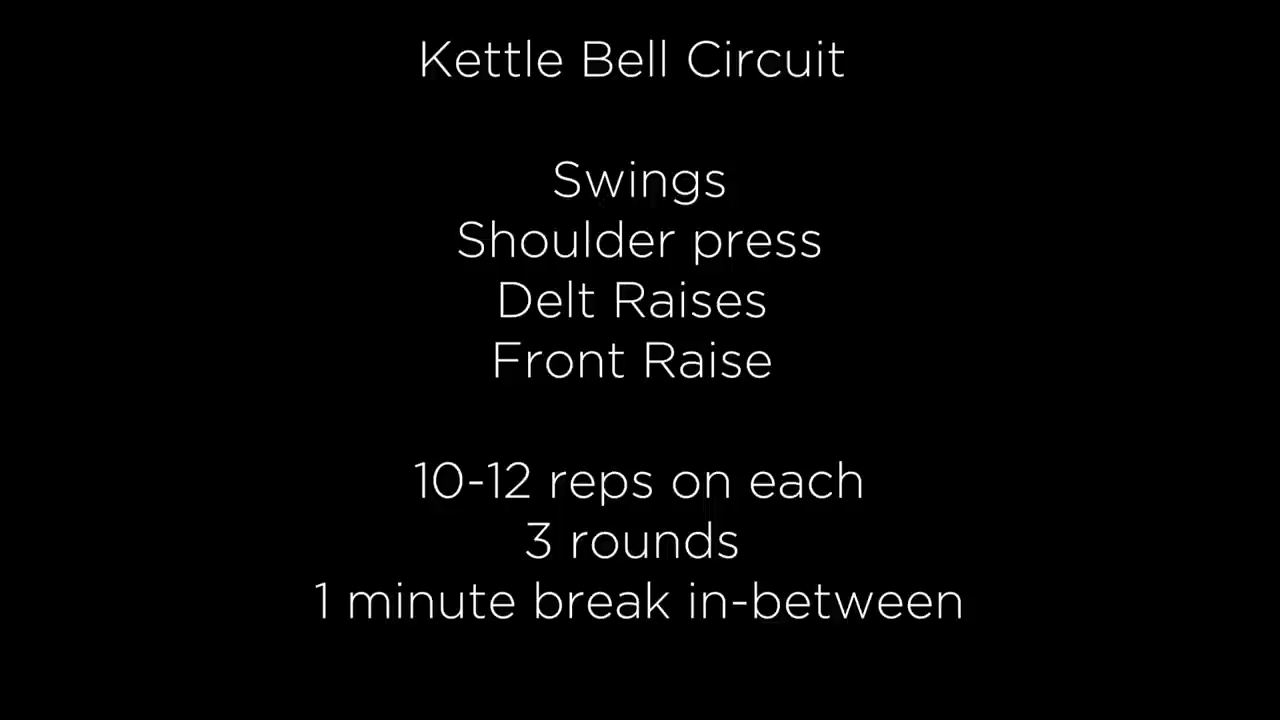 Kettle Bell Circuit
Swings
Shoulder press
Delt Raises
Front Raise
10-12 reps on each
3 rounds
1 minute break in-between